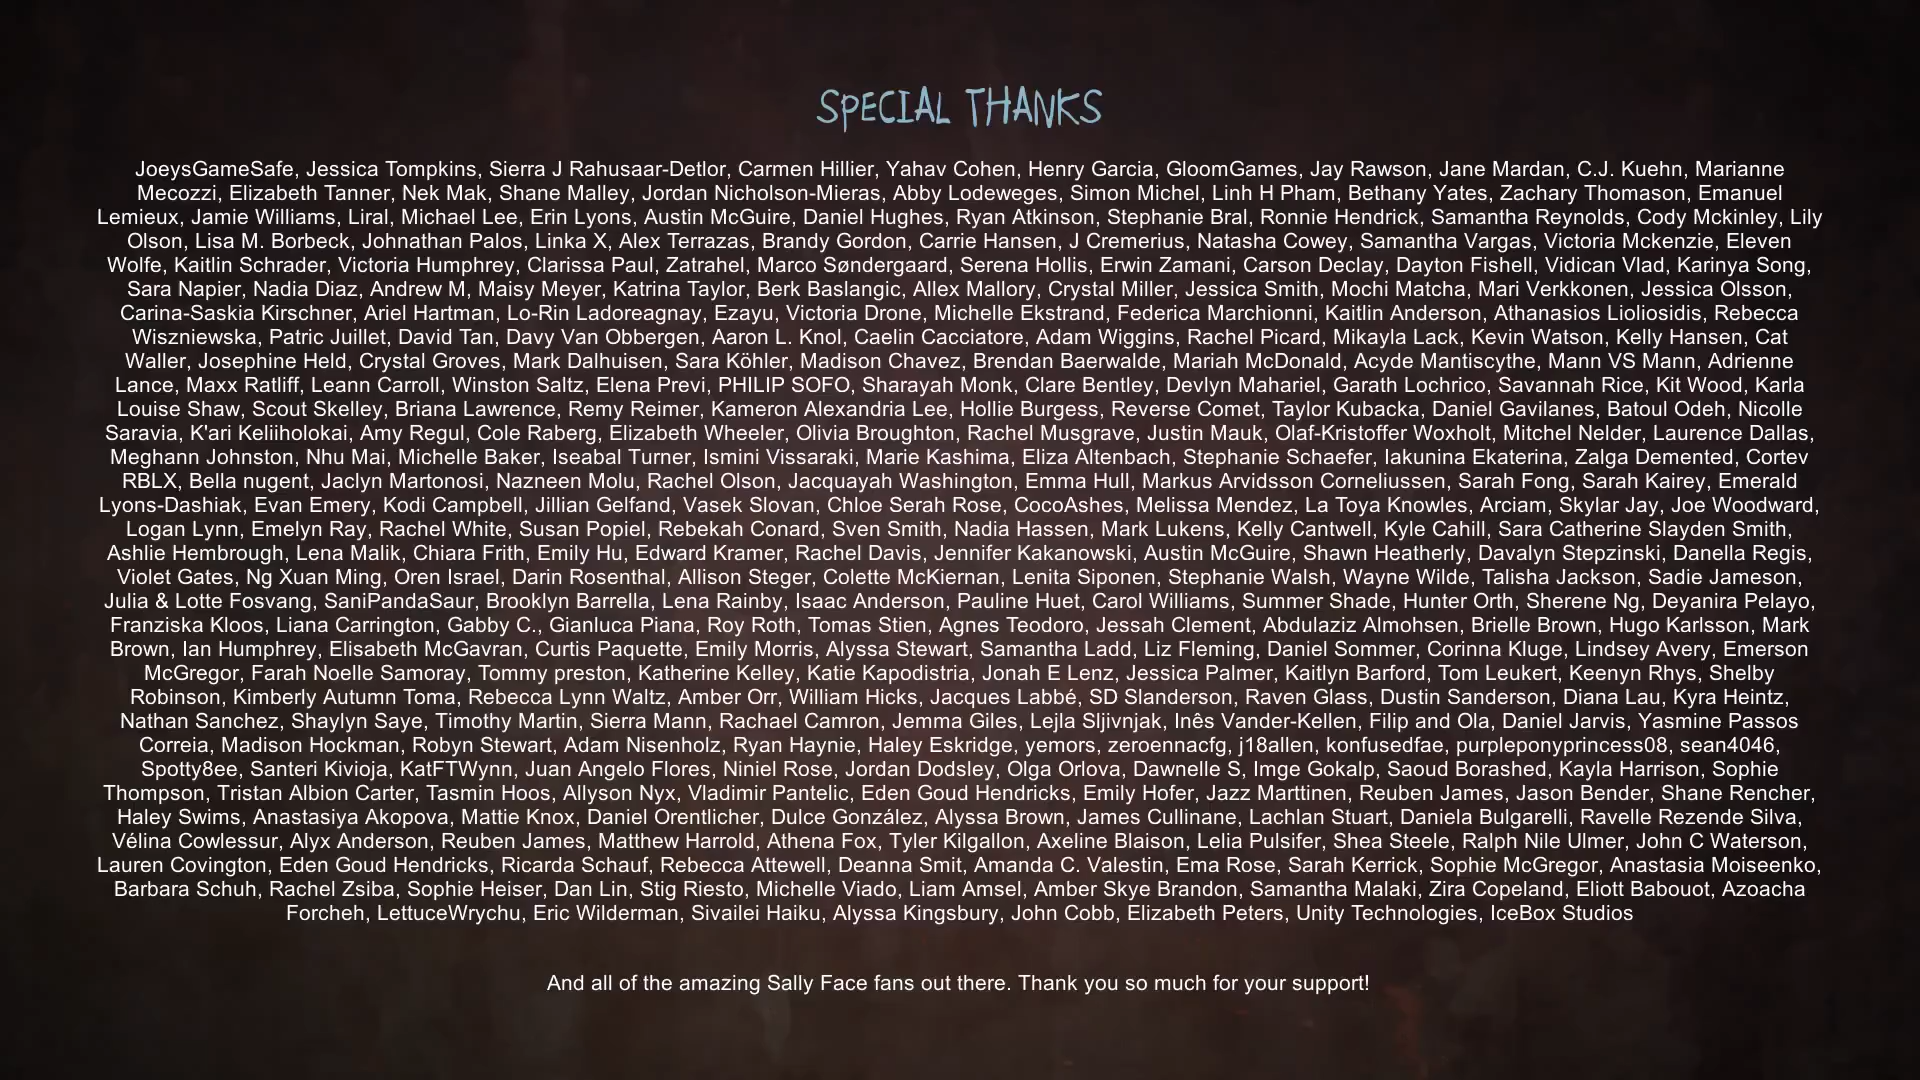 SPECIAL THANKS
JoeysGameSafe, Jessica Tompkins, Sierra J Rahusaar-Detlor, Carmen Hillier, Yahav Cohen, Henry Garcia, GloomGames, Jay Rawson, Jane Mardan, C.J. Kuehn, Marianne
Mecozzi, Elizabeth Tanner, Nek Mak, Shane Malley, Jordan Nicholson-Mieras, Abby Lodeweges, Simon Michel, Linh H Pham, Bethany Yates, Zachary Thomason, Emanuel
Lemieux, Jamie Williams, Liral, Michael Lee, Erin Lyons, Austin McGuire, Daniel Hughes, Ryan Atkinson, Stephanie Bral, Ronnie Hendrick, Samantha Reynolds, Cody Mckinley, Lily
Olson, Lisa M. Borbeck, Johnathan Palos, Linka X, Alex Terrazas, Brandy Gordon, Carrie Hansen, J Cremerius, Natasha Cowey, Samantha Vargas, Victoria Mckenzie, Eleven
Wolfe, Kaitlin Schrader, Victoria Humphrey, Clarissa Paul, Zatrahel, Marco Søndergaard, Serena Hollis, Erwin Zamani, Carson Declay, Dayton Fishell, Vidican Vlad, Karinya Song,
Sara Napier, Nadia Diaz, Andrew M, Maisy Meyer, Katrina Taylor, Berk Baslangic, Allex Mallory, Crystal Miller, Jessica Smith, Mochi Matcha, Mari Verkkonen, Jessica Olsson,
Carina-Saskia Kirschner, Ariel Hartman, Lo-Rin Ladoreagnay, Ezayu, Victoria Drone, Michelle Ekstrand, Federica Marchionni, Kaitlin Anderson, Athanasios Lioliosidis, Rebecca
Wiszniewska, Patric Juillet, David Tan, Davy Van Obbergen, Aaron L. Knol, Caelin Cacciatore, Adam Wiggins, Rachel Picard, Mikayla Lack, Kevin Watson, Kelly Hansen, Cat
Waller, Josephine Held, Crystal Groves, Mark Dalhuisen, Sara Köhler, Madison Chavez, Brendan Baerwalde, Mariah McDonald, Acyde Mantiscythe, Mann VS Mann, Adrienne
Lance, Maxx Ratliff, Leann Carroll, Winston Saltz, Elena Previ, PHILIP SOFO, Sharayah Monk, Clare Bentley, Devlyn Mahariel, Garath Lochrico, Savannah Rice, Kit Wood, Karla
Louise Shaw, Scout Skelley, Briana Lawrence, Remy Reimer, Kameron Alexandria Lee, Hollie Burgess, Reverse Comet, Taylor Kubacka, Daniel Gavilanes, Batoul Odeh, Nicolle
Saravia, K'ari Keliiholokai, Amy Regul, Cole Raberg, Elizabeth Wheeler, Olivia Broughton, Rachel Musgrave, Justin Mauk, Olaf-Kristoffer Woxholt, Mitchel Nelder, Laurence Dallas,
Meghann Johnston, Nhu Mai, Michelle Baker, Iseabal Turner, Ismini Vissaraki, Marie Kashima, Eliza Altenbach, Stephanie Schaefer, Iakunina Ekaterina, Zalga Demented, Cortev
RBLX, Bella nugent, Jaclyn Martonosi, Nazneen Molu, Rachel Olson, Jacquayah Washington, Emma Hull, Markus Arvidsson Corneliussen, Sarah Fong, Sarah Kairey, Emerald
Lyons-Dashiak, Evan Emery, Kodi Campbell, Jillian Gelfand, Vasek Slovan, Chloe Serah Rose, CocoAshes, Melissa Mendez, La Toya Knowles, Arciam, Skylar Jay, Joe Woodward,
Logan Lynn, Emelyn Ray, Rachel White, Susan Popiel, Rebekah Conard, Sven Smith, Nadia Hassen, Mark Lukens, Kelly Cantwell, Kyle Cahill, Sara Catherine Slayden Smith,
Ashlie Hembrough, Lena Malik, Chiara Frith, Emily Hu, Edward Kramer, Rachel Davis, Jennifer Kakanowski, Austin McGuire, Shawn Heatherly, Davalyn Stepzinski, Danella Regis,
Violet Gates, Ng Xuan Ming, Oren Israel, Darin Rosenthal, Allison Steger, Colette McKiernan, Lenita Siponen, Stephanie Walsh, Wayne Wilde, Talisha Jackson, Sadie Jameson,
Julia & Lotte Fosvang, SaniPandaSaur, Brooklyn Barrella, Lena Rainby, Isaac Anderson, Pauline Huet, Carol Williams, Summer Shade, Hunter Orth, Sherene Ng, Deyanira Pelayo,
Franziska Kloos, Liana Carrington, Gabby C., Gianluca Piana, Roy Roth, Tomas Stien, Agnes Teodoro, Jessah Clement, Abdulaziz Almohsen, Brielle Brown, Hugo Karlsson, Mark
Brown, Ian Humphrey, Elisabeth McGavran, Curtis Paquette, Emily Morris, Alyssa Stewart, Samantha Ladd, Liz Fleming, Daniel Sommer, Corinna Kluge, Lindsey Avery, Emerson
McGregor, Farah Noelle Samoray, Tommy preston, Katherine Kelley, Katie Kapodistria, Jonah E Lenz, Jessica Palmer, Kaitlyn Barford, Tom Leukert, Keenyn Rhys, Shelby
Robinson, Kimberly Autumn Toma, Rebecca Lynn Waltz, Amber Orr, William Hicks, Jacques Labbé, SD Slanderson, Raven Glass, Dustin Sanderson, Diana Lau, Kyra Heintz,
Nathan Sanchez, Shaylyn Saye, Timothy Martin, Sierra Mann, Rachael Camron, Jemma Giles, Lejla Sljivnjak, Inês Vander-Kellen, Filip and Ola, Daniel Jarvis, Yasmine Passos
Correia, Madison Hockman, Robyn Stewart, Adam Nisenholz, Ryan Haynie, Haley Eskridge, yemors, zeroennacfg, j18allen, konfusedfae, purpleponyprincess08, sean4046,
Spotty8ee, Santeri Kivioja, KatFTWynn, Juan Angelo Flores, Niniel Rose, Jordan Dodsley, Olga Orlova, Dawnelle S, Imge Gokalp, Saoud Borashed, Kayla Harrison, Sophie
Thompson, Tristan Albion Carter, Tasmin Hoos, Allyson Nyx, Vladimir Pantelic, Eden Goud Hendricks, Emily Hofer, Jazz Marttinen, Reuben James, Jason Bender, Shane Rencher,
Haley Swims, Anastasiya Akopova, Mattie Knox, Daniel Orentlicher, Dulce González, Alyssa Brown, James Cullinane, Lachlan Stuart, Daniela Bulgarelli, Ravelle Rezende Silva,
Vélina Cowlessur, Alyx Anderson, Reuben James, Matthew Harrold, Athena Fox, Tyler Kilgallon, Axeline Blaison, Lelia Pulsifer, Shea Steele, Ralph Nile Ulmer, John C Waterson,
Lauren Covington, Eden Goud Hendricks, Ricarda Schauf, Rebecca Attewell, Deanna Smit, Amanda C. Valestin, Ema Rose, Sarah Kerrick, Sophie McGregor, Anastasia Moiseenko,
Barbara Schuh, Rachel Zsiba, Sophie Heiser, Dan Lin, Stig Riesto, Michelle Viado, Liam Amsel, Amber Skye Brandon, Samantha Malaki, Zira Copeland, Eliott Babouot, Azoacha
Forcheh, LettuceWrychu, Eric Wilderman, Sivailei Haiku, Alyssa Kingsbury, John Cobb, Elizabeth Peters, Unity Technologies, IceBox Studios
And all of the amazing Sally Face fans out there. Thank you so much for your support!